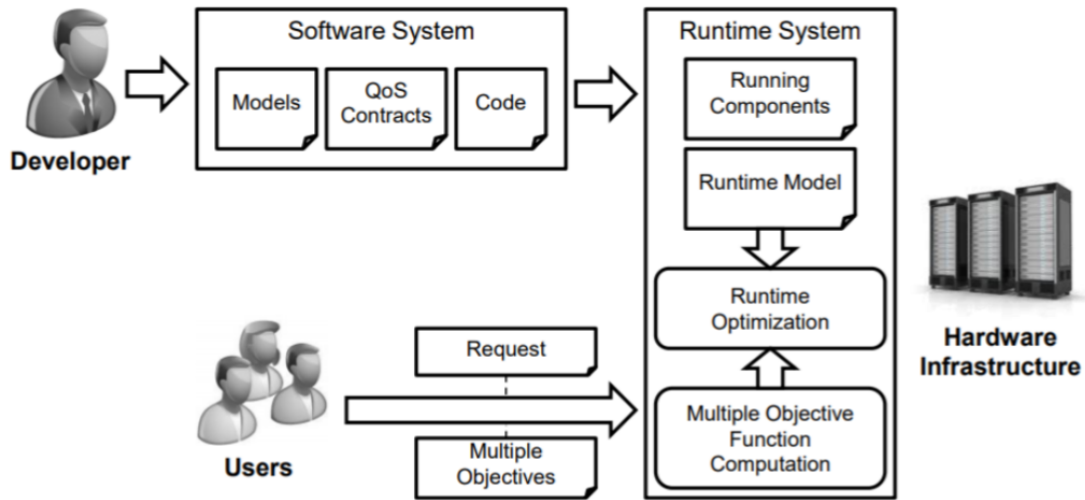 Software System
Models
QoS
Contracts
Code
Developer
Runtime System
Running
Components
Runtime Model
Runtime
Optimization
Multiple Objective
Function
Computation
Request
Multiple
Objectives
Users
Hardware
Infrastructure